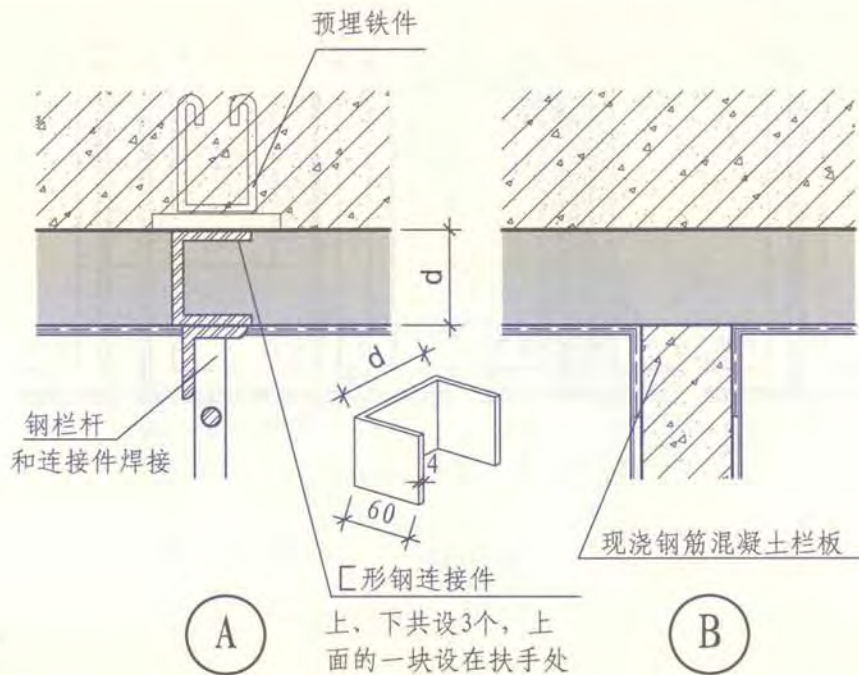 预埋铁件
d
d
钢栏杆
和连接件焊接
4
60
现浇钢筋混凝土栏板
匚形钢连接件
上、下共设3个，上
面的一块设在扶手处
A
B